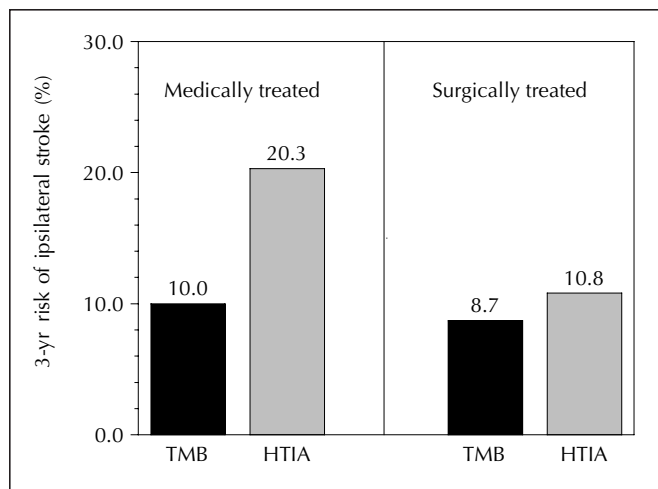 3-yr risk of ipsilateral stroke (%)
30.0
20.0
10.0
0.0
Medically treated
Surgically treated
10.0
20.3
8.7
10.8
TMB
HTIA
TMB
HTIA